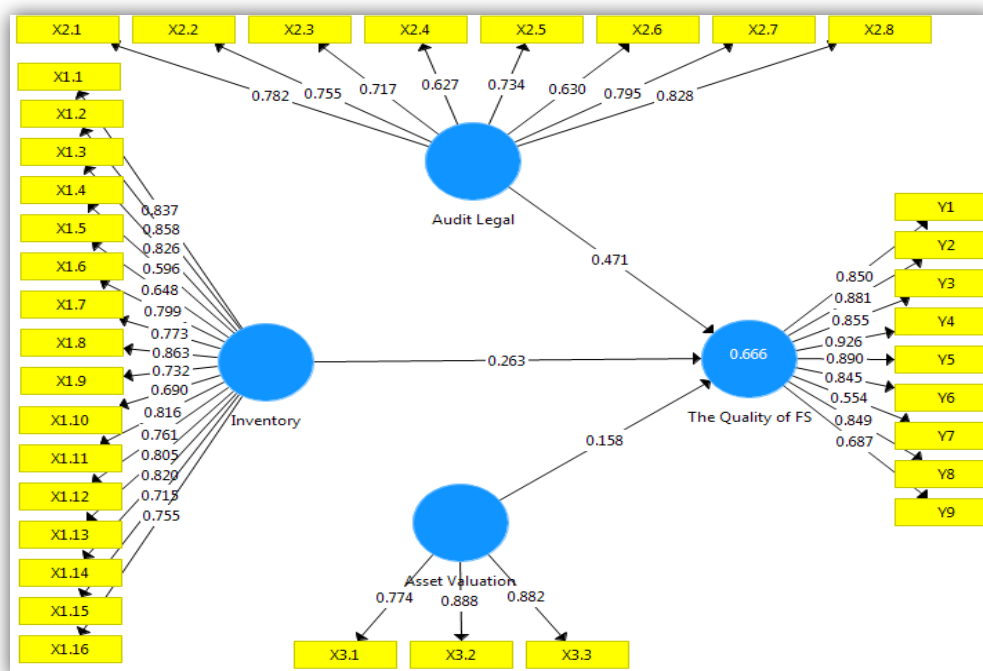 X2.1 X2.2 X2.3 X2.4 X2.5 X2.6 X2.7 X2.8
0.782 0.755 0.717 0.627 0.734 0.630 0.795 0.828
Audit Legal
X1.1
X1.2
X1.3
X1.4
X1.5
X1.6
X1.7
X1.8
X1.9
X1.10
X1.11
X1.12
X1.13
X1.14
X1.15
X1.16
0.837
0.858
0.826
0.596
0.648
0.799
0.773
0.863
0.732
0.690
0.816
0.761
0.805
0.820
0.715
0.755
Inventory
0.471
0.263
0.158
0.666
The Quality of FS
0.850
0.881
0.855
0.926
0.890
0.845
0.554
0.849
0.687
Y1
Y2
Y3
Y4
Y5
Y6
Y7
Y8
Y9
Asset Valuation
0.774 0.888 0.882
X3.1 X3.2 X3.3